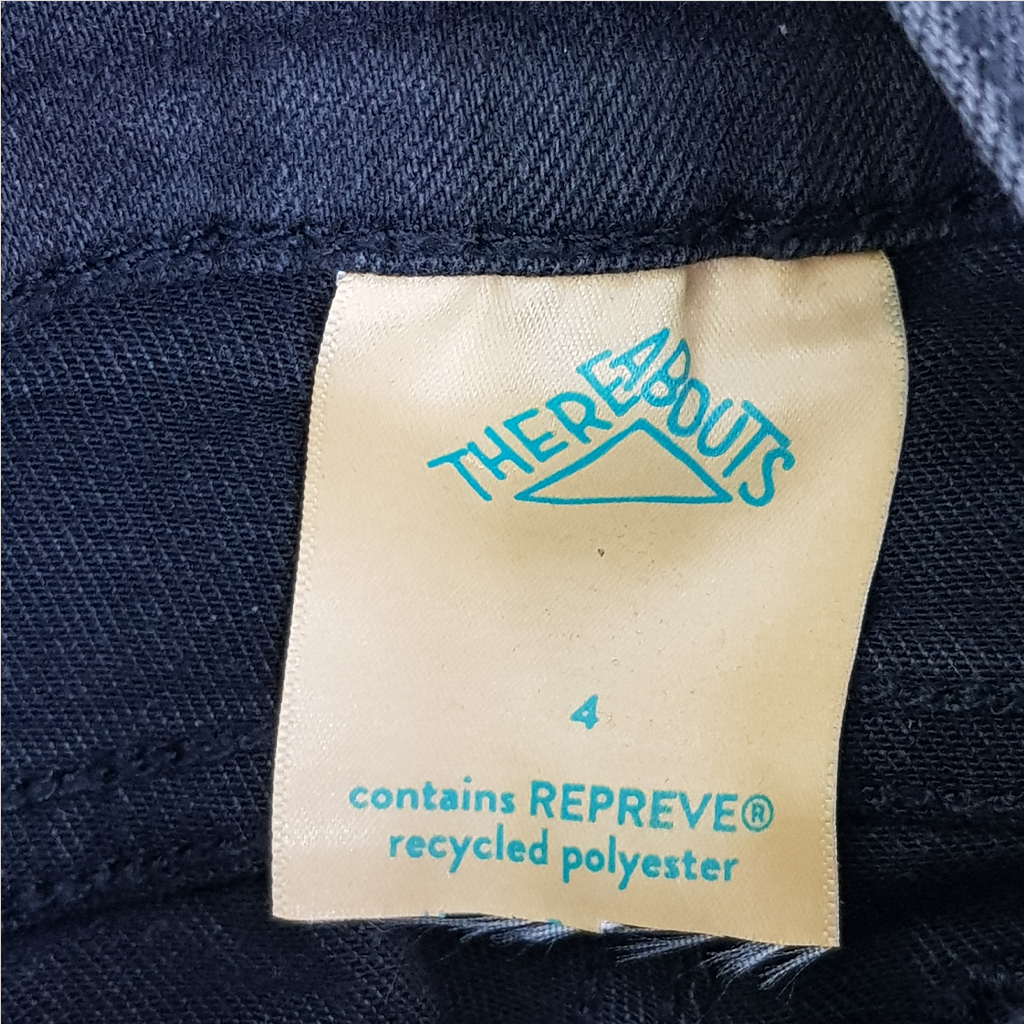 THEREABOUTS
4
contains REPREVE®
recycled polyester